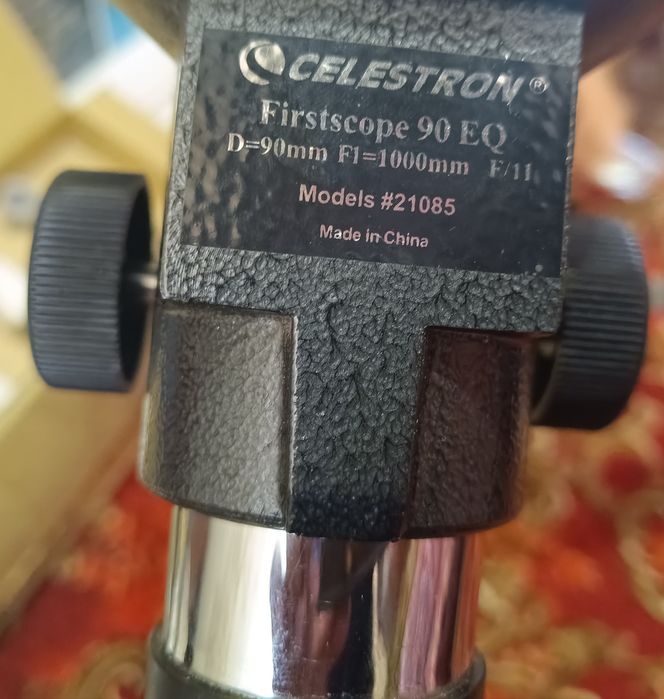 CELESTRON®
Firstscope 90 EQ
D=90mm Fl=1000mm F/11
Models #21085
Made in China